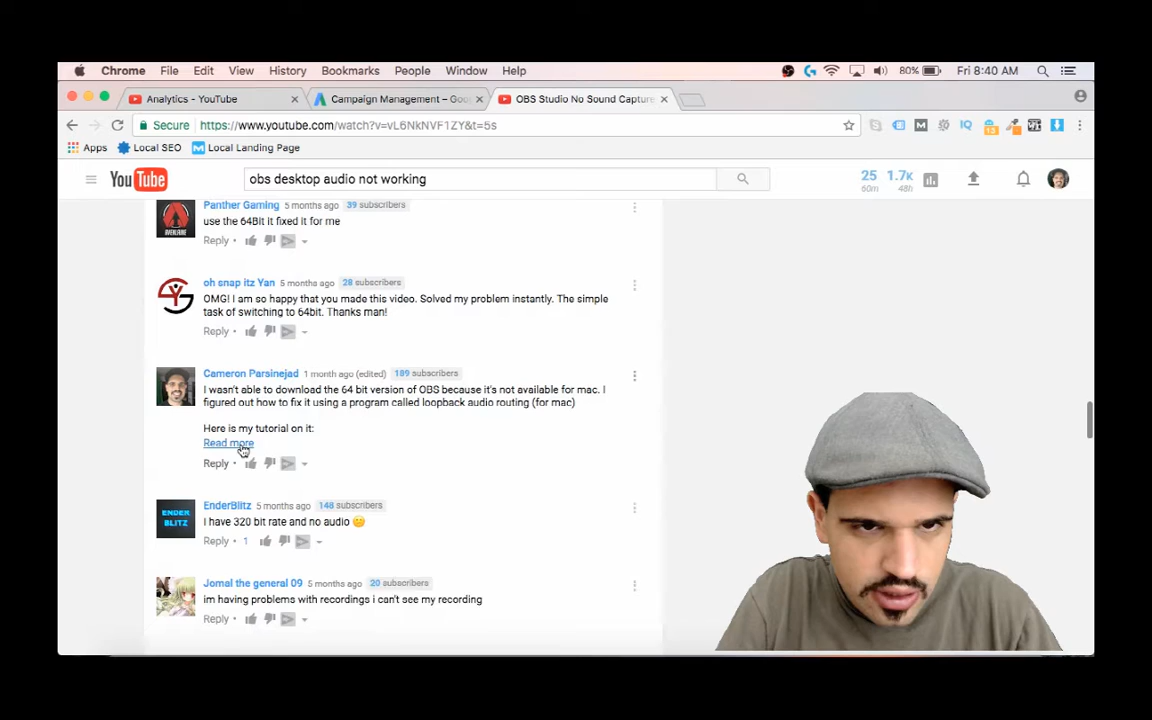 Chrome File Edit View History Bookmarks People Window Help 80% Fri 8:40 AM
Analytics - YouTube Campaign Management – Goo OBS Studio No Sound Capture
Secure https://www.youtube.com/watch?v=vL6NkNVF1ZY&t=5s
Apps Local SEO Local Landing Page
YouTube obs desktop audio not working 25 1.7K
60m 48h
Panther Gaming 5 months ago 39 subscribers
use the 64Bit it fixed it for me
Reply
oh snap itz Yan 5 months ago 28 subscribers
OMG! I am so happy that you made this video. Solved my problem instantly. The simple
task of switching to 64bit. Thanks man!
Reply
Cameron Parsinejad 1 month ago (edited) 189 subscribers
I wasn't able to download the 64 bit version of OBS because it's not available for mac. I
figured out how to fix it using a program called loopback audio routing (for mac)
Here is my tutorial on it:
Read more
Reply
EnderBlitz 5 months ago 148 subscribers
I have 320 bit rate and no audio
Reply 1
Jomal the general 09 5 months ago 20 subscribers
im having problems with recordings i can't see my recording
Reply
ENDER
BLITZ